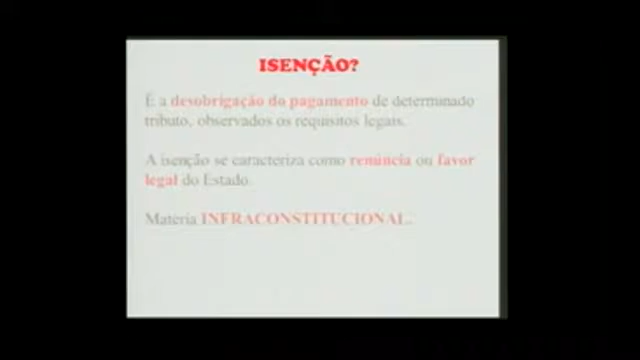 ISENÇÃO?
É a desobrigação do pagamento de determinado
tributo, observados os requisitos legais.
A isenção se caracteriza como renúncia ou favor
legal do Estado.
Materia INFRACONSTITUCIONAL.